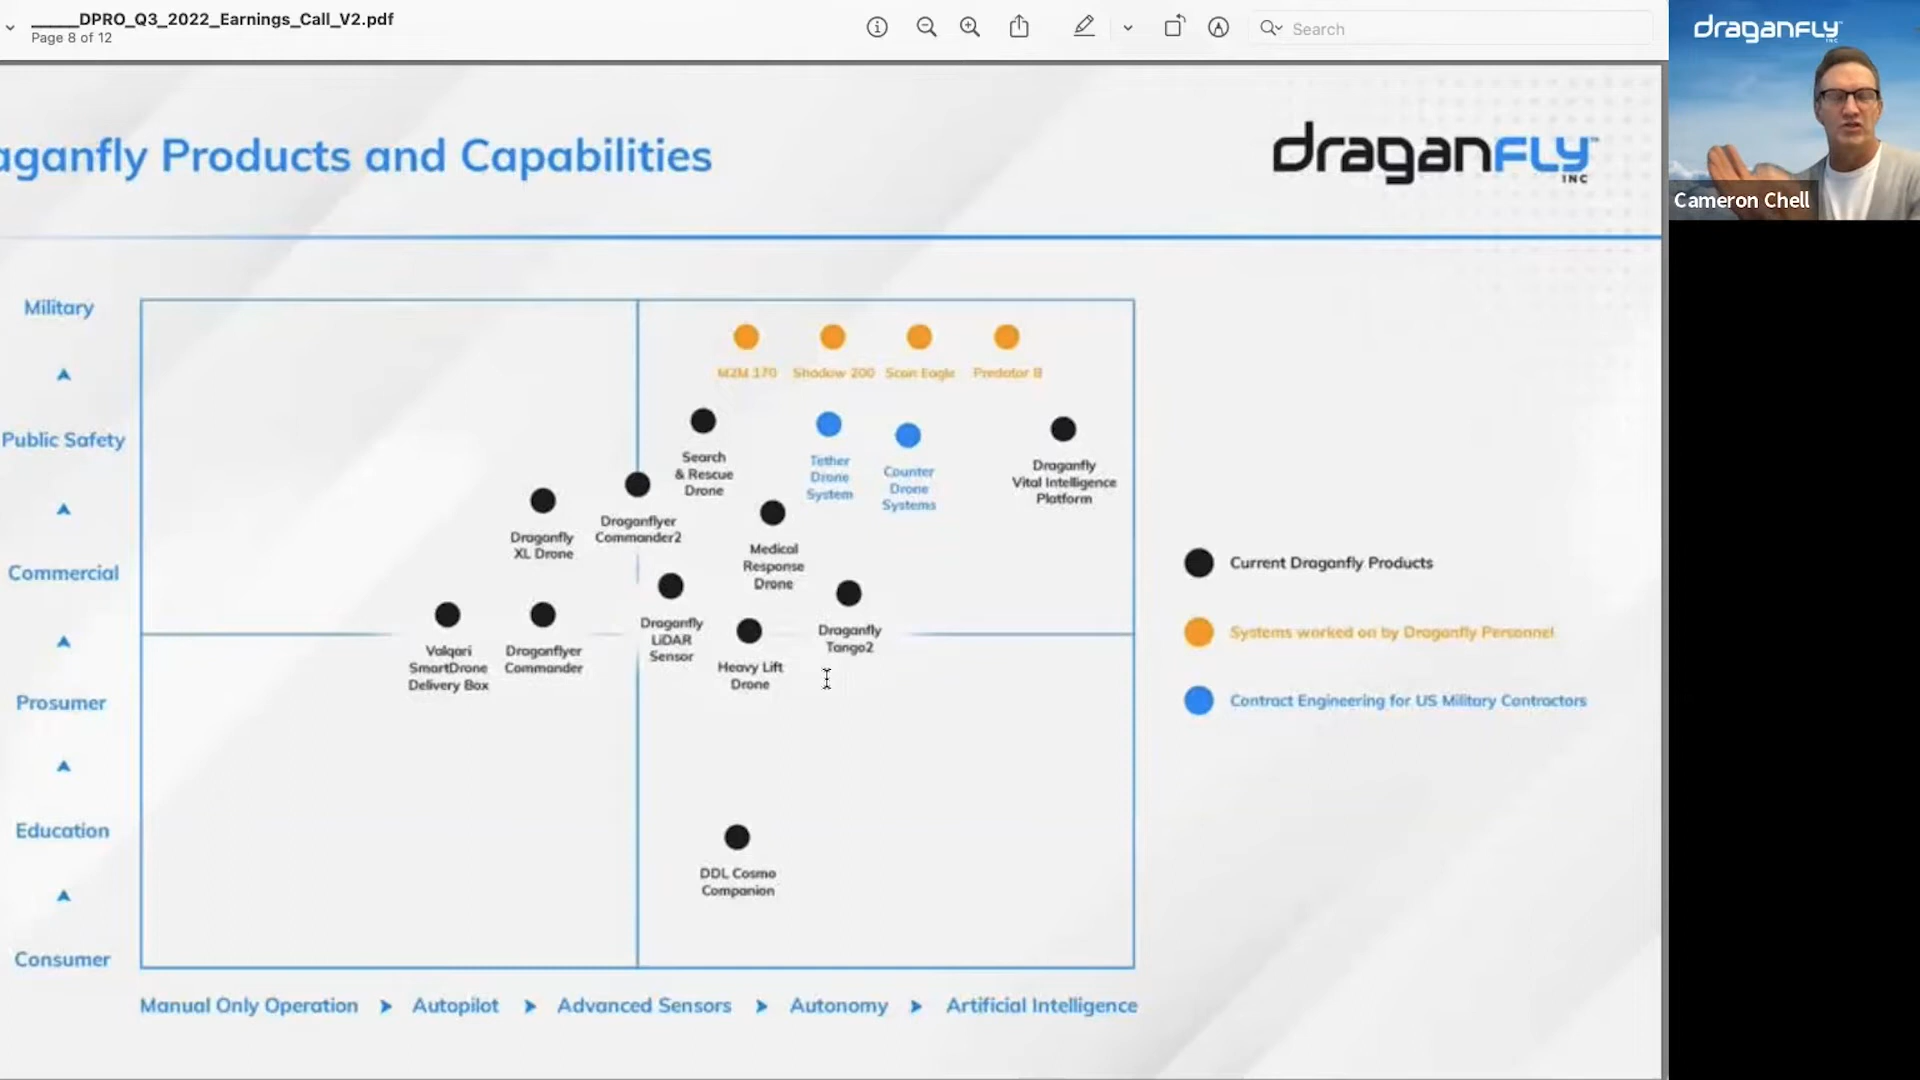 _____DPRO_Q3_2022_Earnings_Call_V2.pdf
Page 8 of 12
Search
draganfly
INC
Cameron Chell
aganfly Products and Capabilities
draganFLY™
INC
Military
Public Safety
Commercial
Prosumer
Education
Consumer
M2M 170
Shadow 200
Scan Eagle
Predator B
Search
& Rescue
Drone
Tether
Drone
System
Counter
Drone
Systems
Draganfly
Vital Intelligence
Platform
Draganfly
XL Drone
Draganflyer
Commander2
Medical
Response
Drone
Valqari
SmartDrone
Delivery Box
Draganflyer
Commander
Draganfly
LiDAR
Sensor
Heavy Lift
Drone
Draganfly
Tango2
DDL Cosmo
Companion
Current Draganfly Products
Systems worked on by Draganfly Personnel
Contract Engineering for US Military Contractors
Manual Only Operation
Autopilot
Advanced Sensors
Autonomy
Artificial Intelligence